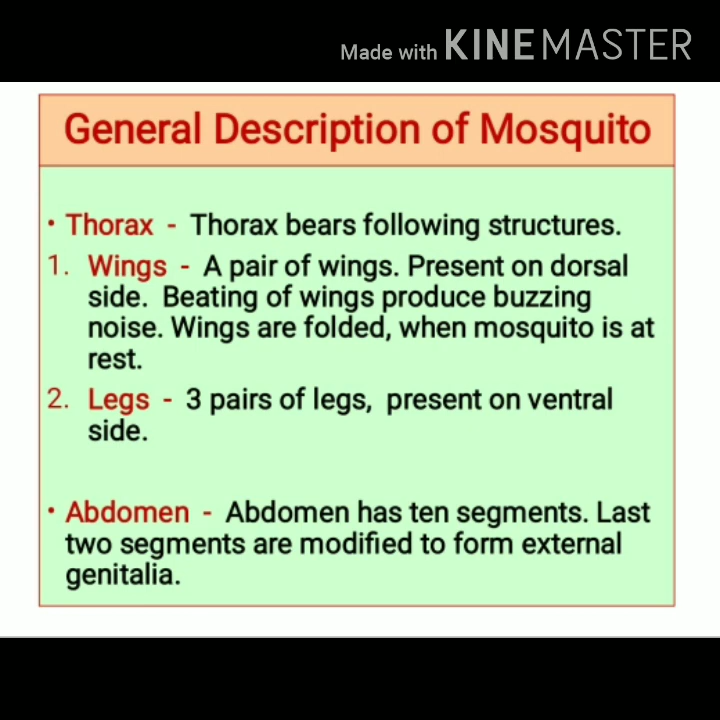 Made with KINEMASTER
General Description of Mosquito
• Thorax - Thorax bears following structures.
1. Wings - A pair of wings. Present on dorsal
side. Beating of wings produce buzzing
noise. Wings are folded, when mosquito is at
rest.
2. Legs - 3 pairs of legs, present on ventral
side.
• Abdomen - Abdomen has ten segments. Last
two segments are modified to form external
genitalia.